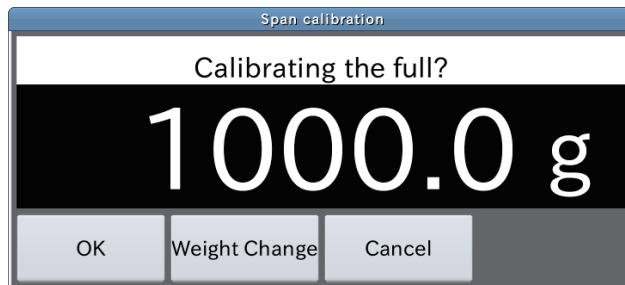 Span calibration
Calibrating the full?
1000.0 g
OK Weight Change Cancel